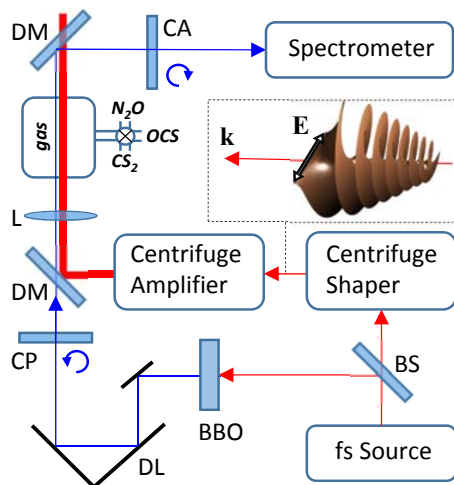 DM
CA
Spectrometer
N₂O
gas
OCS
CS₂
k
E
L
Centrifuge
Amplifier
Centrifuge
Shaper
DM
CP
BS
BBO
DL
fs Source